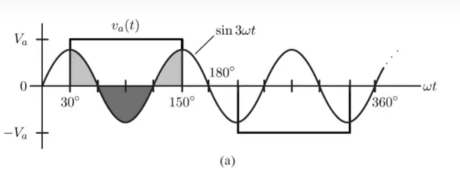 v_a(t)
sin 3ωt
V_a
180°
0
ωt
30°
150°
360°
−V_a
(a)